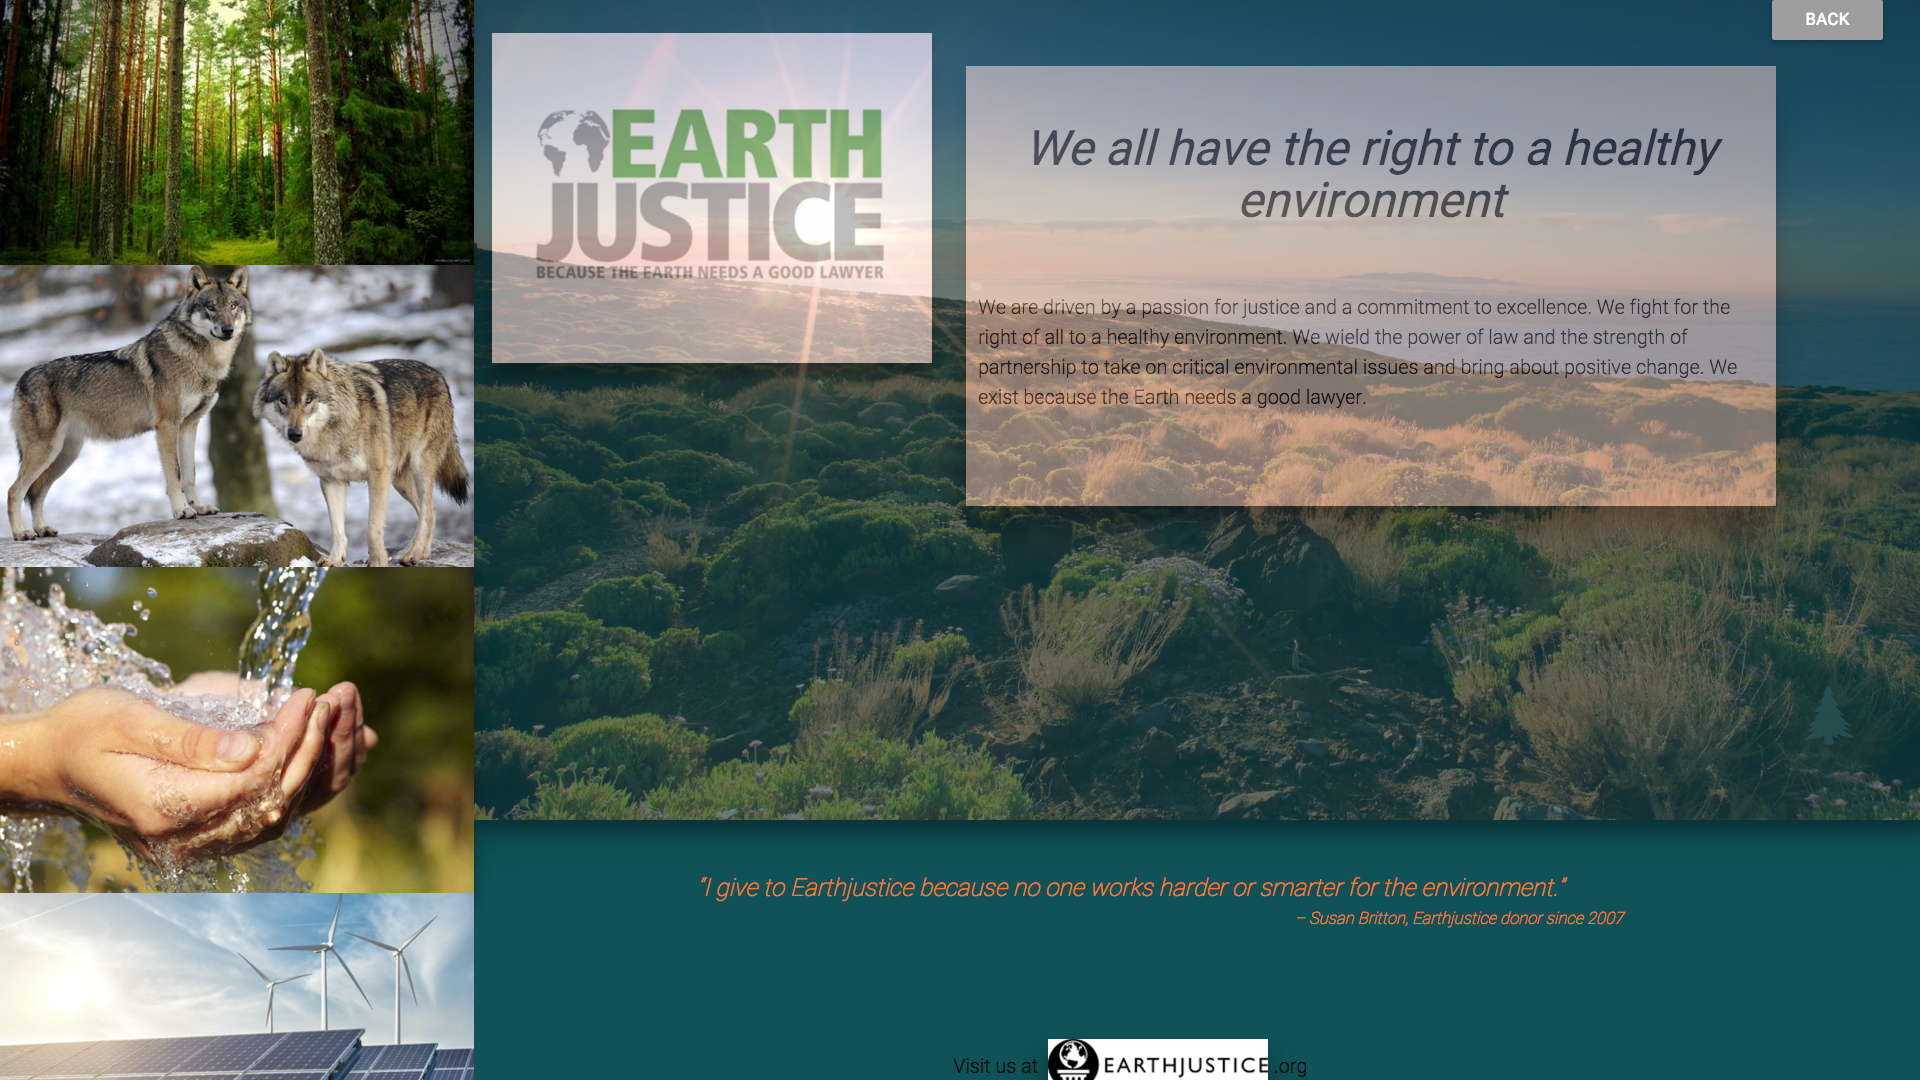 BACK
EARTH
JUSTICE
BECAUSE THE EARTH NEEDS A GOOD LAWYER
We all have the right to a healthy
environment
We are driven by a passion for justice and a commitment to excellence. We fight for the
right of all to a healthy environment. We wield the power of law and the strength of
partnership to take on critical environmental issues and bring about positive change. We
exist because the Earth needs a good lawyer.
“I give to Earthjustice because no one works harder or smarter for the environment.”
– Susan Britton, Earthjustice donor since 2007
Visit us at EARTHJUSTICE .org